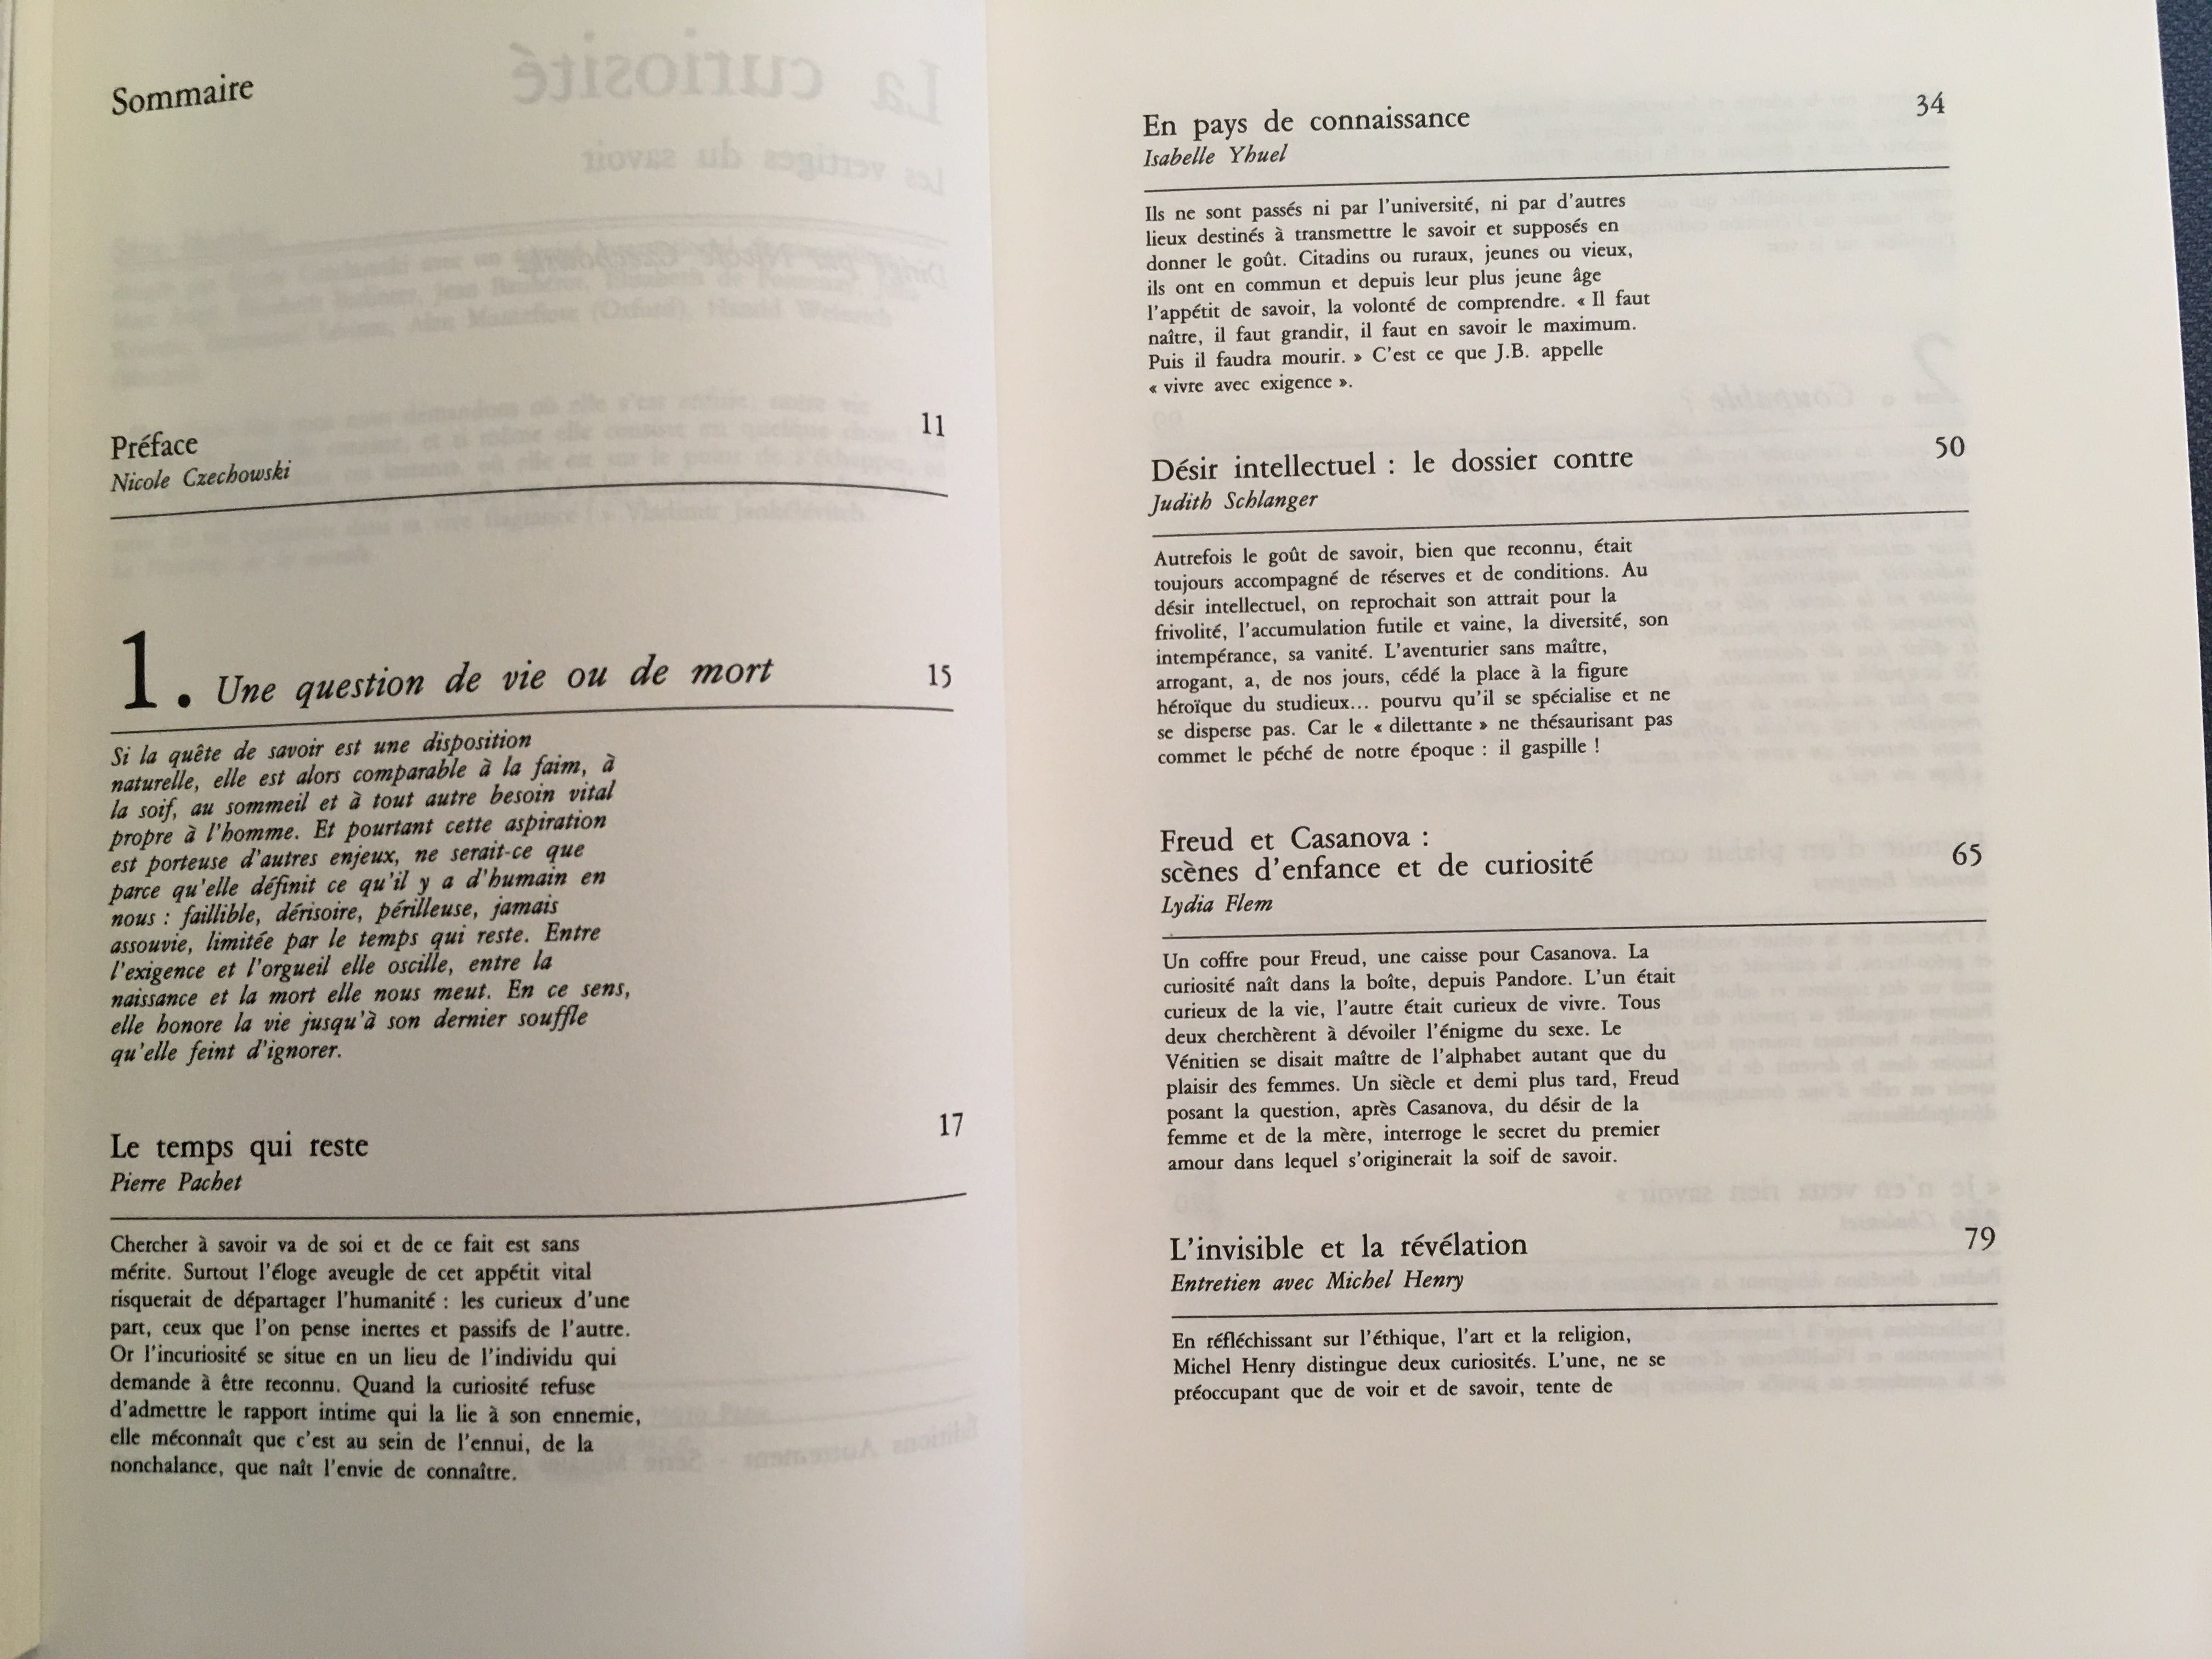 Sommaire
Préface
11
Nicole Czechowski
1. Une question de vie ou de mort
15
Si la quête de savoir est une disposition
naturelle, elle est alors comparable à la faim, à
la soif, au sommeil et à tout autre besoin vital
propre à l'homme. Et pourtant cette aspiration
est porteuse d'autres enjeux, ne serait-ce que
parce qu'elle définit ce qu'il y a d'humain en
nous : faillible, dérisoire, périlleuse, jamais
assouvie, limitée par le temps qui reste. Entre
l'exigence et l'orgueil elle oscille, entre la
naissance et la mort elle nous meut. En ce sens,
elle honore la vie jusqu'à son dernier souffle
qu'elle feint d'ignorer.
Le temps qui reste
17
Pierre Pachet
Chercher à savoir va de soi et de ce fait est sans
mérite. Surtout l'éloge aveugle de cet appétit vital
risquerait de départager l'humanité : les curieux d'une
part, ceux que l'on pense inertes et passifs de l'autre.
Or l'incuriosité se situe en un lieu de l'individu qui
demande à être reconnu. Quand la curiosité refuse
d'admettre le rapport intime qui la lie à son ennemie,
elle méconnaît que c'est au sein de l'ennui, de la
nonchalance, que naît l'envie de connaître.
En pays de connaissance
34
Isabelle Yhuel
Ils ne sont passés ni par l'université, ni par d'autres
lieux destinés à transmettre le savoir et supposés en
donner le goût. Citadins ou ruraux, jeunes ou vieux,
ils ont en commun et depuis leur plus jeune âge
l'appétit de savoir, la volonté de comprendre. « Il faut
naître, il faut grandir, il faut en savoir le maximum.
Puis il faudra mourir. » C'est ce que J.B. appelle
« vivre avec exigence ».
Désir intellectuel : le dossier contre
50
Judith Schlanger
Autrefois le goût de savoir, bien que reconnu, était
toujours accompagné de réserves et de conditions. Au
désir intellectuel, on reprochait son attrait pour la
frivolité, l'accumulation futile et vaine, la diversité, son
intempérance, sa vanité. L'aventurier sans maître,
arrogant, a, de nos jours, cédé la place à la figure
héroïque du studieux... pourvu qu'il se spécialise et ne
se disperse pas. Car le « dilettante » ne thésaurisant pas
commet le péché de notre époque : il gaspille !
Freud et Casanova :
scènes d'enfance et de curiosité
65
Lydia Flem
Un coffre pour Freud, une caisse pour Casanova. La
curiosité naît dans la boîte, depuis Pandore. L'un était
curieux de la vie, l'autre était curieux de vivre. Tous
deux cherchèrent à dévoiler l'énigme du sexe. Le
Vénitien se disait maître de l'alphabet autant que du
plaisir des femmes. Un siècle et demi plus tard, Freud
posant la question, après Casanova, du désir de la
femme et de la mère, interroge le secret du premier
amour dans lequel s'originerait la soif de savoir.
L'invisible et la révélation
79
Entretien avec Michel Henry
En réfléchissant sur l'éthique, l'art et la religion,
Michel Henry distingue deux curiosités. L'une, ne se
préoccupant que de voir et de savoir, tente de